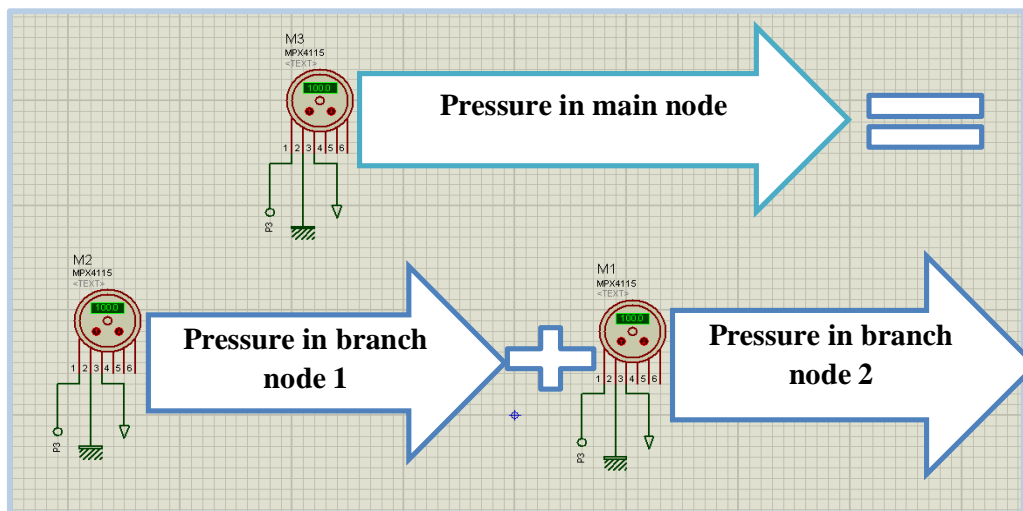 M3
MPX4115
<TEXT>
100.0
Pressure in main node
1 2 3 4 5 6
P3
M2
MPX4115
<TEXT>
100.0
Pressure in branch
node 1
1 2 3 4 5 6
P3
M1
MPX4115
<TEXT>
100.0
Pressure in branch
node 2
1 2 3 4 5 6
P3